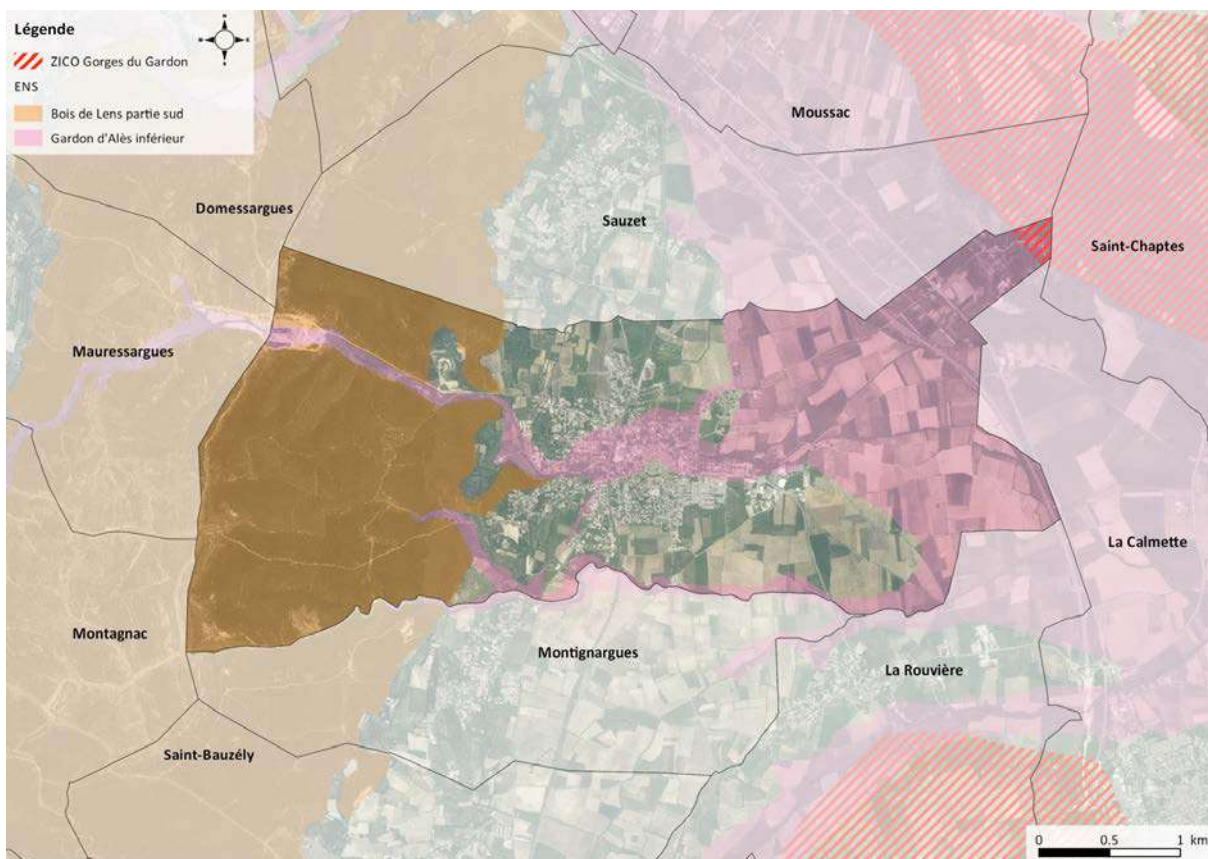 Légende
ZICO Gorges du Gardon
ENS
Bois de Lens partie sud
Gardon d'Alès inférieur
Moussac
Domessargues
Sauzet
Saint-Chaptes
Mauressargues
La Calmette
Montagnac
Montignargues
La Rouvière
Saint-Bauzély
0 0.5 1 km